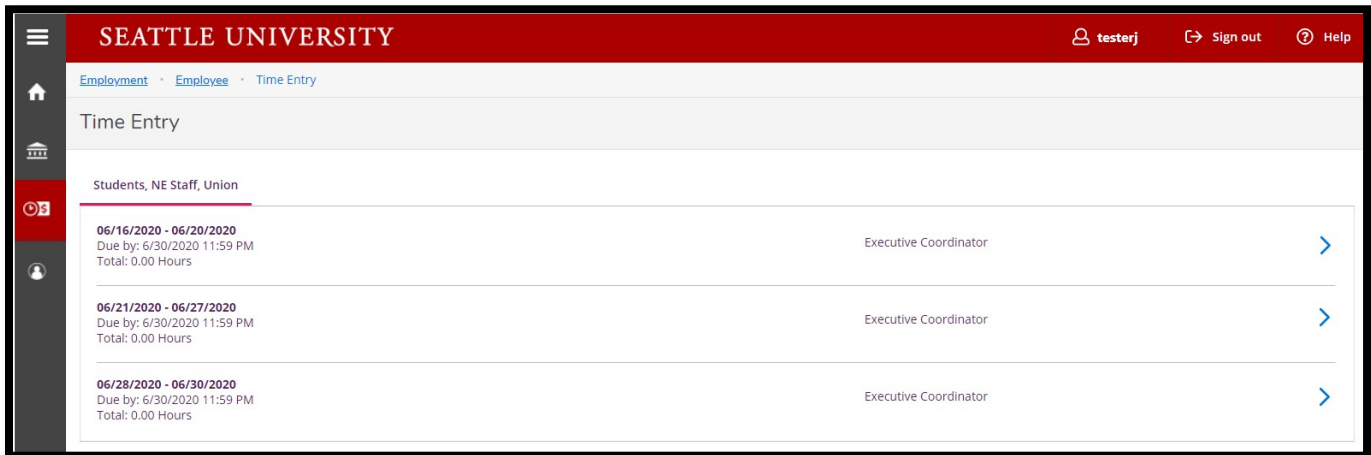 SEATTLE UNIVERSITY
testerj Sign out Help
Employment · Employee · Time Entry
Time Entry
Students, NE Staff, Union
06/16/2020 - 06/20/2020
Due by: 6/30/2020 11:59 PM
Total: 0.00 Hours
Executive Coordinator
06/21/2020 - 06/27/2020
Due by: 6/30/2020 11:59 PM
Total: 0.00 Hours
Executive Coordinator
06/28/2020 - 06/30/2020
Due by: 6/30/2020 11:59 PM
Total: 0.00 Hours
Executive Coordinator